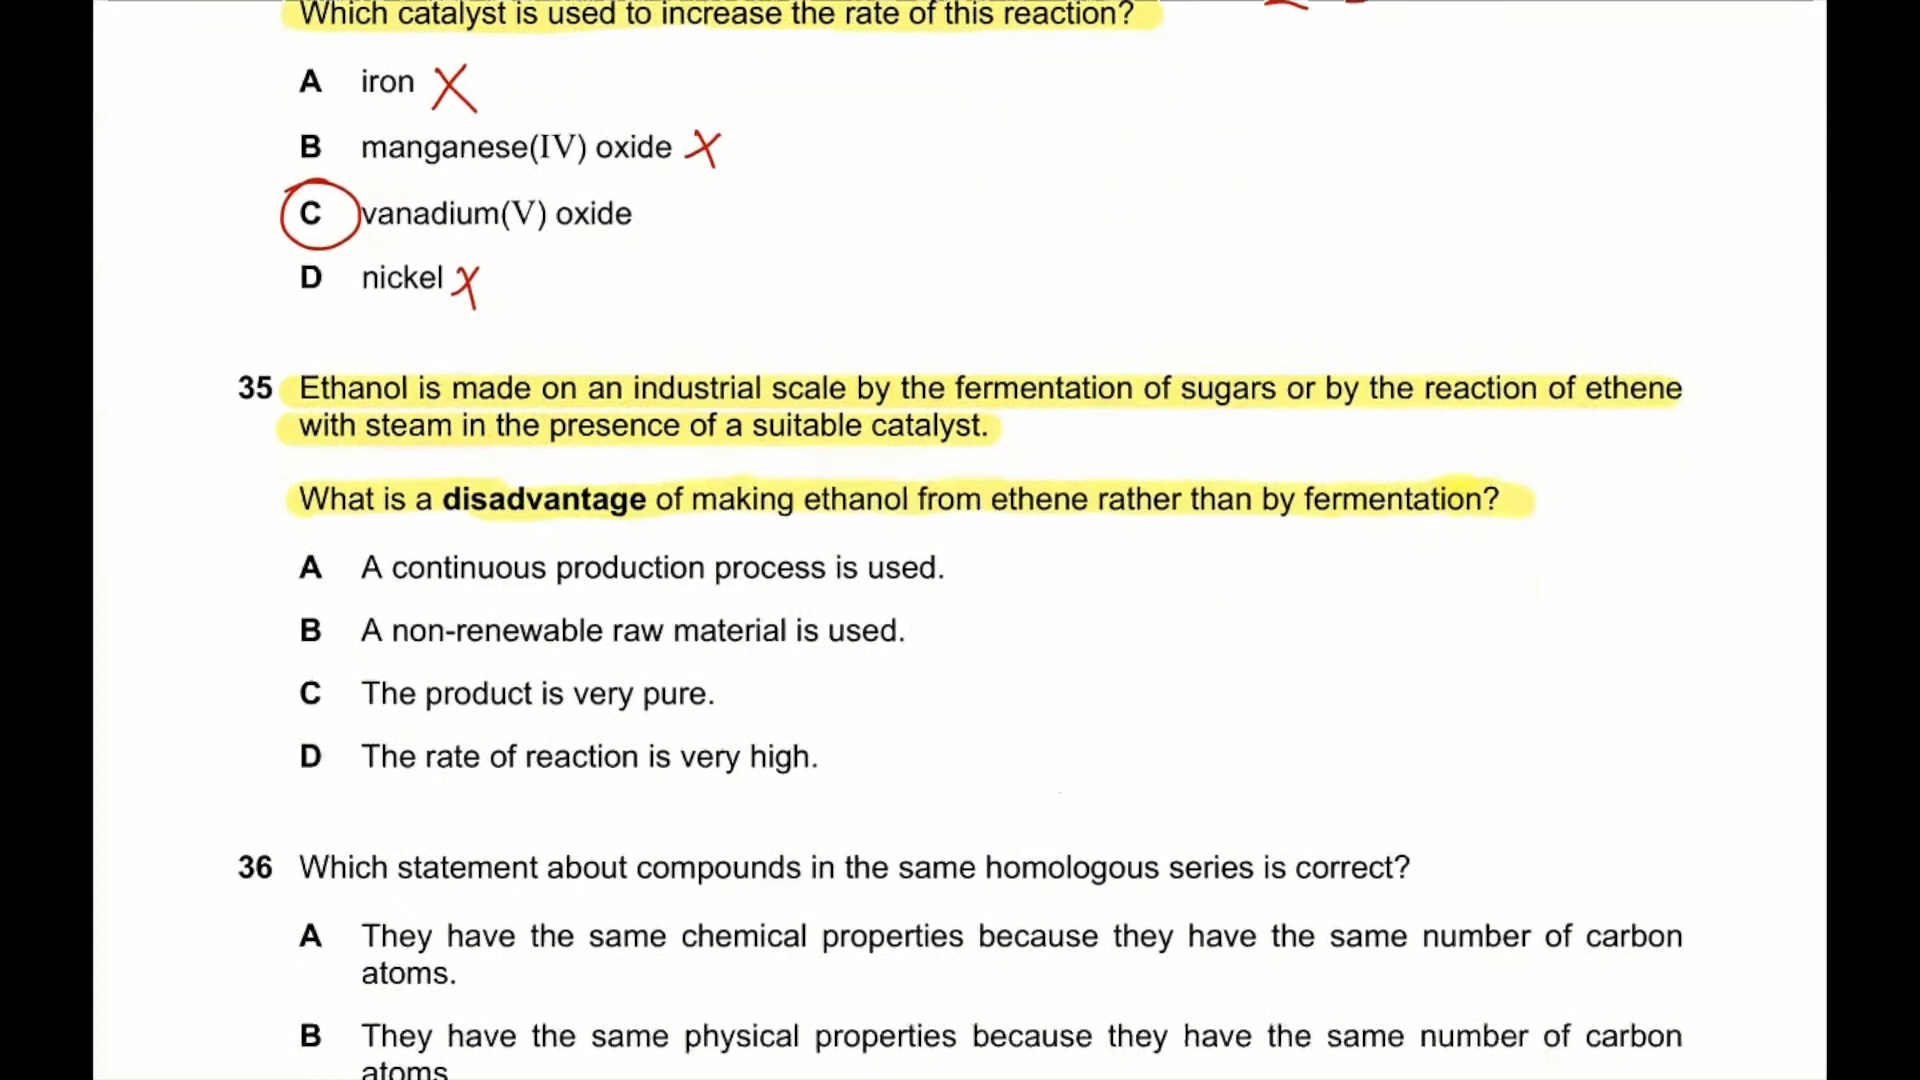 Which catalyst is used to increase the rate of this reaction?
A iron
B manganese(IV) oxide
C vanadium(V) oxide
D nickel
35 Ethanol is made on an industrial scale by the fermentation of sugars or by the reaction of ethene
with steam in the presence of a suitable catalyst.
What is a disadvantage of making ethanol from ethene rather than by fermentation?
A A continuous production process is used.
B A non-renewable raw material is used.
C The product is very pure.
D The rate of reaction is very high.
36 Which statement about compounds in the same homologous series is correct?
A They have the same chemical properties because they have the same number of carbon
atoms.
B They have the same physical properties because they have the same number of carbon
atoms